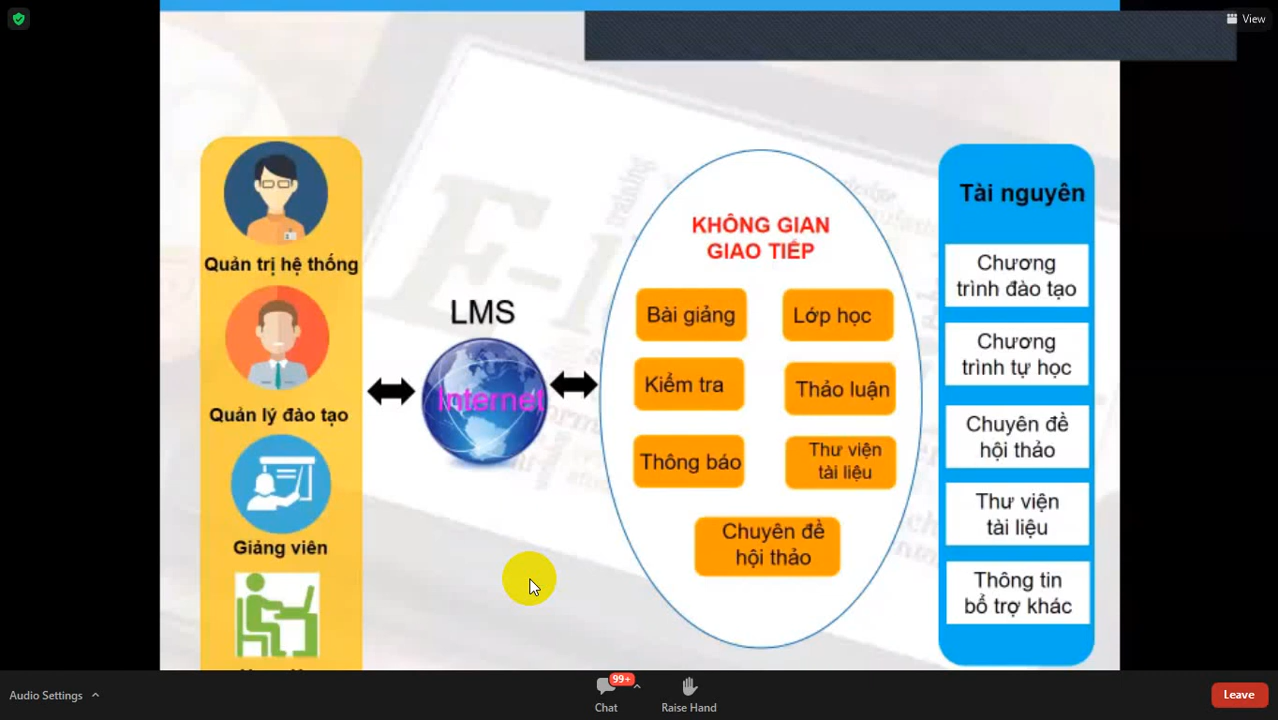 View
Quản trị hệ thống
Quản lý đào tạo
Giảng viên
LMS
Internet
KHÔNG GIAN
GIAO TIẾP
Bài giảng
Lớp học
Kiểm tra
Thảo luận
Thông báo
Thư viện
tài liệu
Chuyên đề
hội thảo
Tài nguyên
Chương
trình đào tạo
Chương
trình tự học
Chuyên đề
hội thảo
Thư viện
tài liệu
Thông tin
bổ trợ khác
Audio Settings
99+
Chat
Raise Hand
Leave